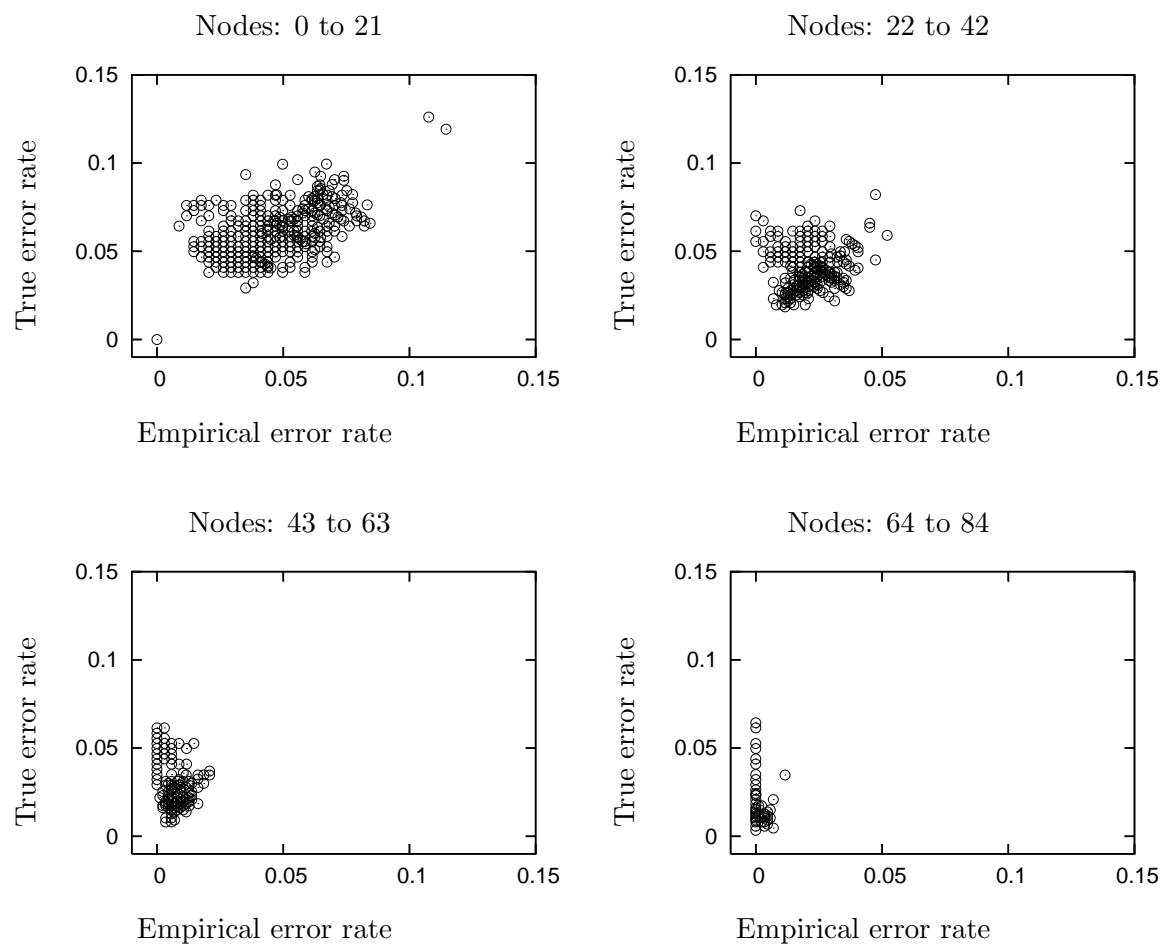 Nodes: 0 to 21
Nodes: 22 to 42
0.15
0.1
0.05
0
True error rate
0 0.05 0.1 0.15
Empirical error rate
0.15
0.1
0.05
0
True error rate
0 0.05 0.1 0.15
Empirical error rate
Nodes: 43 to 63
Nodes: 64 to 84
0.15
0.1
0.05
0
True error rate
0 0.05 0.1 0.15
Empirical error rate
0.15
0.1
0.05
0
True error rate
0 0.05 0.1 0.15
Empirical error rate